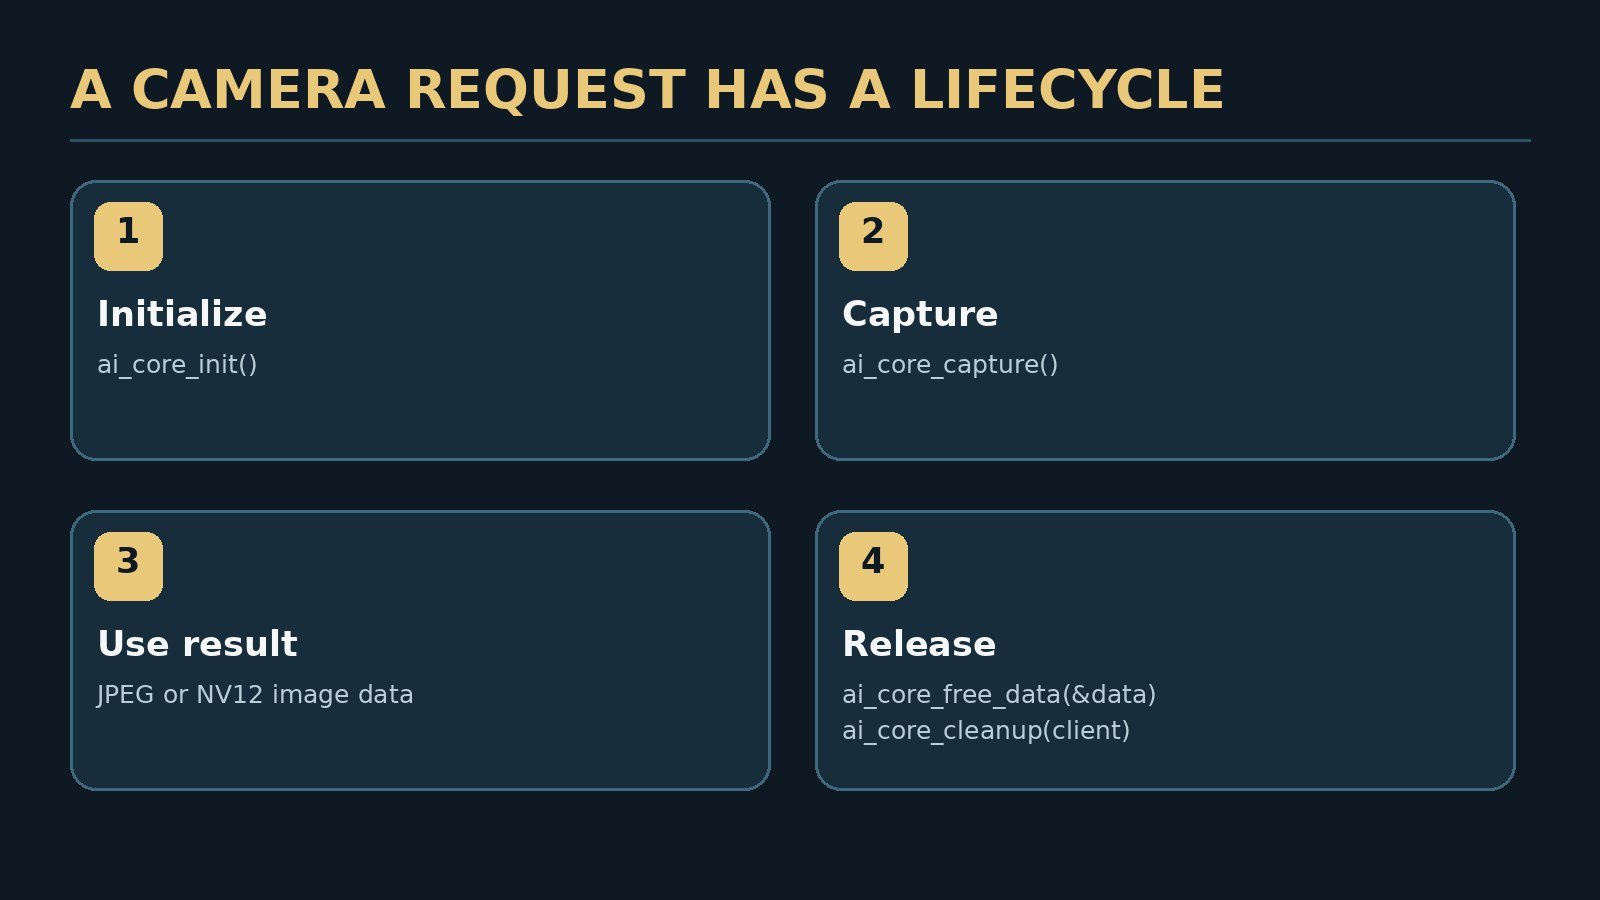 A CAMERA REQUEST HAS A LIFECYCLE
1
Initialize
ai_core_init()
2
Capture
ai_core_capture()
3
Use result
JPEG or NV12 image data
4
Release
ai_core_free_data(&data)
ai_core_cleanup(client)